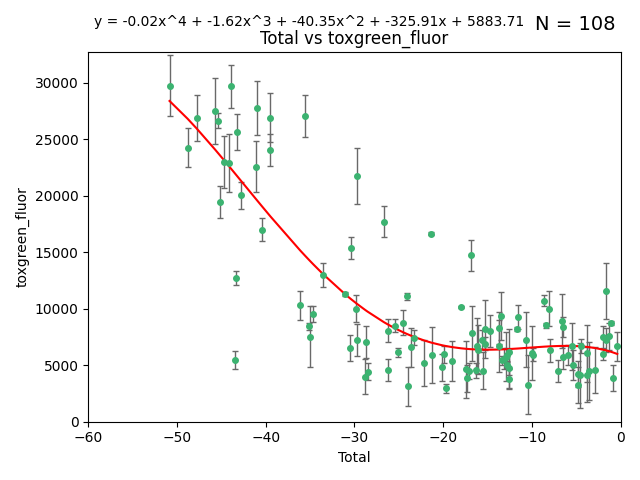 y = -0.02x^4 + -1.62x^3 + -40.35x^2 + -325.91x + 5883.71
N = 108
Total vs toxgreen_fluor
toxgreen_fluor
30000
25000
20000
15000
10000
5000
0
−60
−50
−40
−30
−20
−10
0
Total